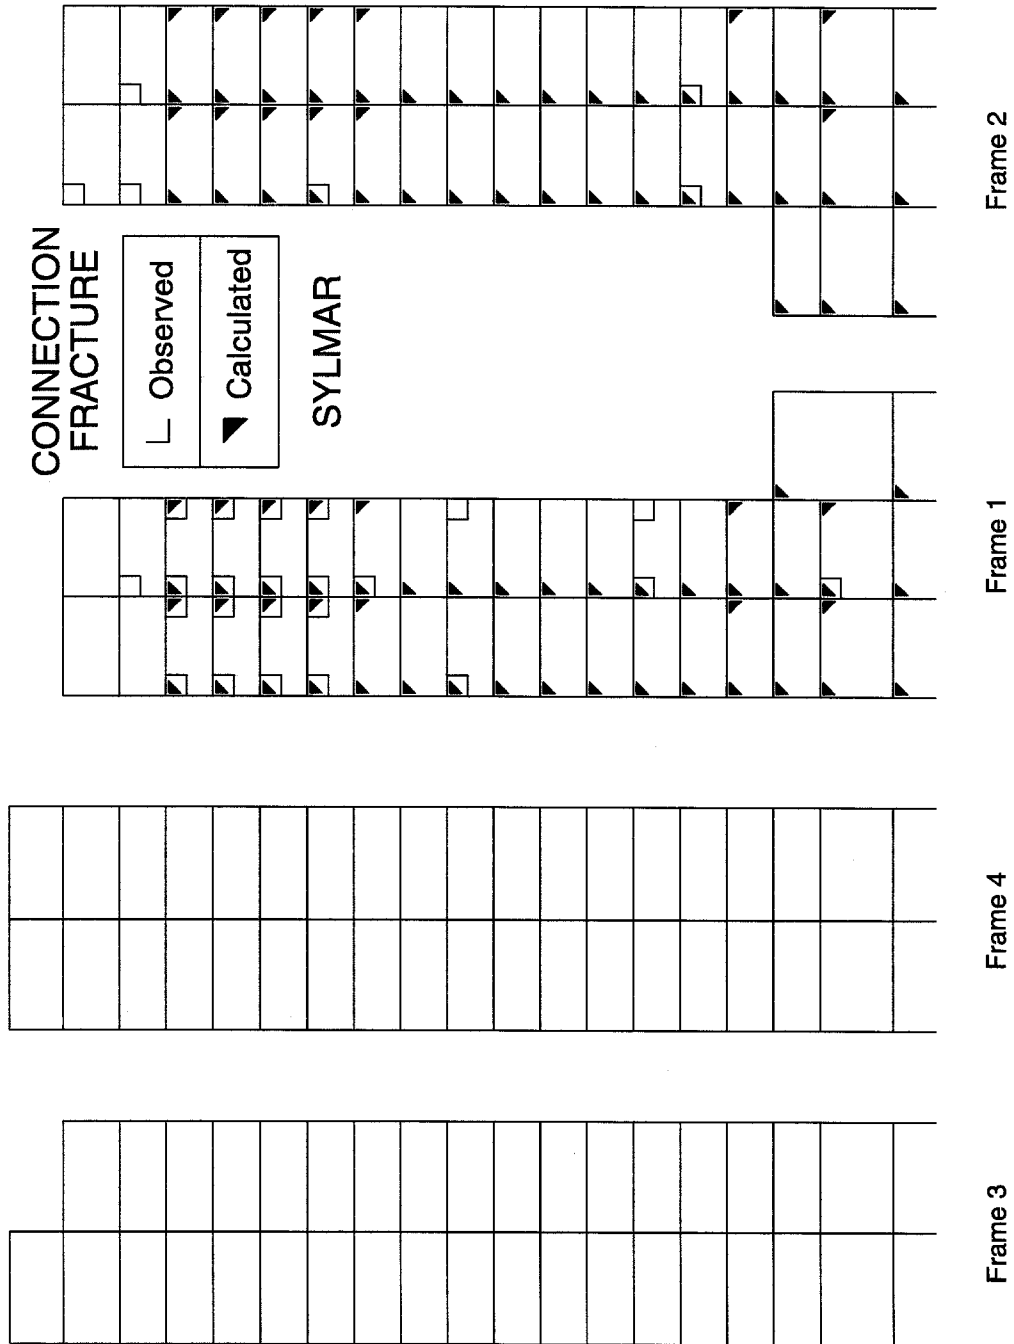 CONNECTION
FRACTURE
Observed
Calculated
SYLMAR
Frame 3
Frame 4
Frame 1
Frame 2